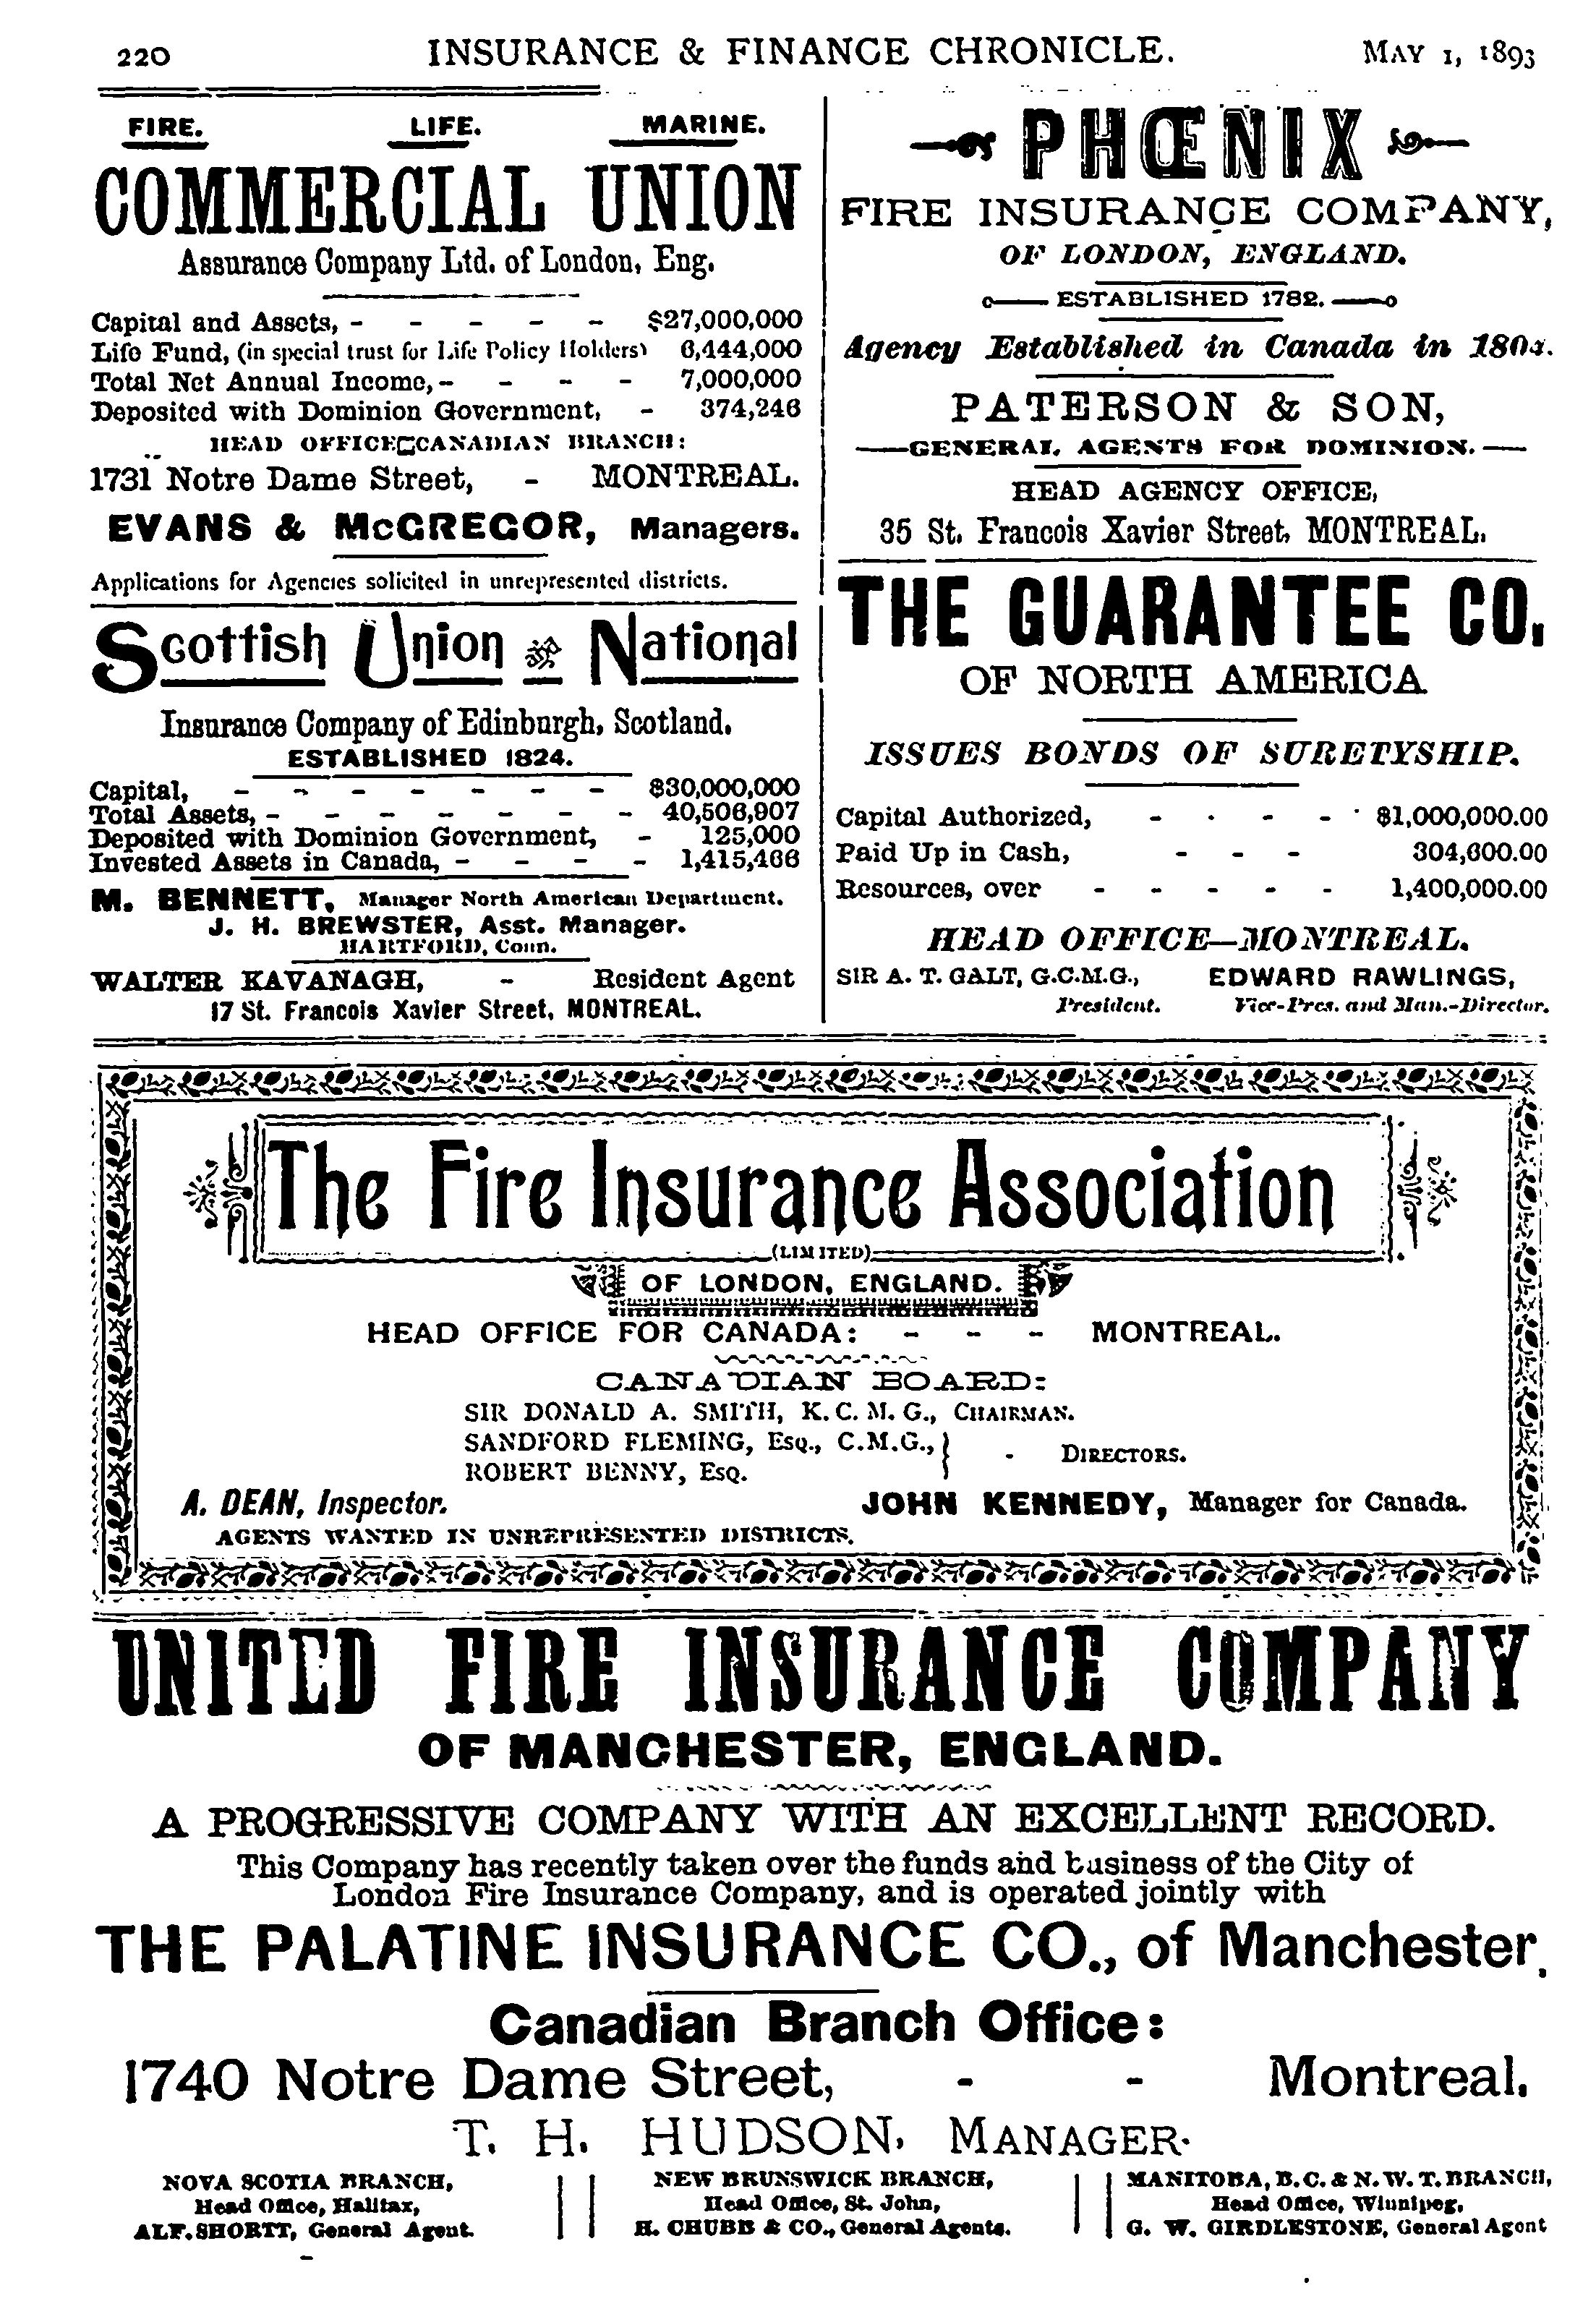 220 INSURANCE & FINANCE CHRONICLE. MAY 1, 1893
FIRE. LIFE. MARINE.
COMMERCIAL UNION
Assurance Company Ltd. of London, Eng.
Capital and Assets, - - - - - $27,000,000
Life Fund, (in special trust for Life Policy Holders) 6,444,000
Total Net Annual Income, - - - - 7,000,000
Deposited with Dominion Government, - 374,246
HEAD OFFICE CANADIAN BRANCH:
1731 Notre Dame Street, - MONTREAL.
EVANS & McGREGOR, Managers.
Applications for Agencies solicited in unrepresented districts.
Scottish Union & National
Insurance Company of Edinburgh, Scotland.
ESTABLISHED 1824.
Capital, - - - - - - - $30,000,000
Total Assets, - - - - - - - 40,506,907
Deposited with Dominion Government, - 125,000
Invested Assets in Canada, - - - - 1,415,466
M. BENNETT, Manager North American Department.
J. H. BREWSTER, Asst. Manager.
HARTFORD, Conn.
WALTER KAVANAGH, - Resident Agent
17 St. Francois Xavier Street, MONTREAL.
PHŒNIX
FIRE INSURANCE COMPANY,
OF LONDON, ENGLAND.
ESTABLISHED 1782.
Agency Established in Canada in 1804.
PATERSON & SON,
GENERAL AGENTS FOR DOMINION.
HEAD AGENCY OFFICE,
35 St. Francois Xavier Street, MONTREAL.
THE GUARANTEE CO.
OF NORTH AMERICA
ISSUES BONDS OF SURETYSHIP.
Capital Authorized, - - - - $1,000,000.00
Paid Up in Cash, - - - 304,600.00
Resources, over - - - - - 1,400,000.00
HEAD OFFICE—MONTREAL.
SIR A. T. GALT, G.C.M.G., EDWARD RAWLINGS,
President. Vice-Pres. and Man.-Director.
The Fire Insurance Association
(LIMITED)
OF LONDON, ENGLAND.
HEAD OFFICE FOR CANADA: - - - MONTREAL.
CANADIAN BOARD:
SIR DONALD A. SMITH, K. C. M. G., CHAIRMAN.
SANDFORD FLEMING, ESQ., C.M.G., } - DIRECTORS.
ROBERT BENNY, ESQ.
A. DEAN, Inspector. JOHN KENNEDY, Manager for Canada.
AGENTS WANTED IN UNREPRESENTED DISTRICTS.
UNITED FIRE INSURANCE COMPANY
OF MANCHESTER, ENGLAND.
A PROGRESSIVE COMPANY WITH AN EXCELLENT RECORD.
This Company has recently taken over the funds and business of the City of
London Fire Insurance Company, and is operated jointly with
THE PALATINE INSURANCE CO., of Manchester.
Canadian Branch Office:
1740 Notre Dame Street, - - Montreal.
T. H. HUDSON, MANAGER.
NOVA SCOTIA BRANCH,
Head Office, Halifax,
ALF. SHORTT, General Agent.
NEW BRUNSWICK BRANCH,
Head Office, St. John,
H. CHUBB & CO., General Agents.
MANITOBA, B.C. & N.W.T. BRANCH,
Head Office, Winnipeg,
G. W. GIRDLESTONE, General Agent